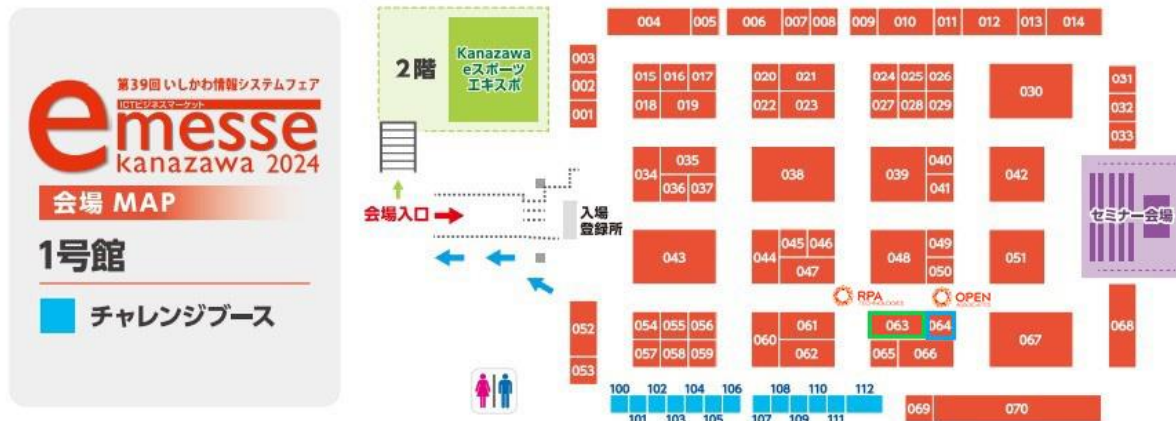 第39回 いしかわ情報システムフェア
ICTビジネスマーケット
emesse
kanazawa 2024
会場 MAP
1号館
チャレンジブース
2階
Kanazawa
eスポーツ
エキスポ
会場入口
入場
登録所
セミナー会場
004 005 006 007 008 009 010 011 012 013 014
003
002
001
015 016 017 020 021 024 025 026 030 031
018 019 022 023 027 028 029 032
033
034 035 038 039 040 042
036 037 041
043 044 045 046 048 049 051
047 050
RPA
TECHNOLOGIES
OPEN
ASSOCIATES
052 054 055 056 060 061 063 064 067 068
053 057 058 059 062 065 066
100 102 104 106 108 110 112
101 103 105 107 109 111
069 070